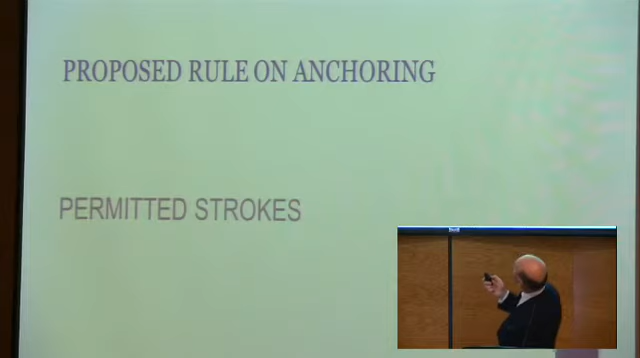 PROPOSED RULE ON ANCHORING
PERMITTED STROKES